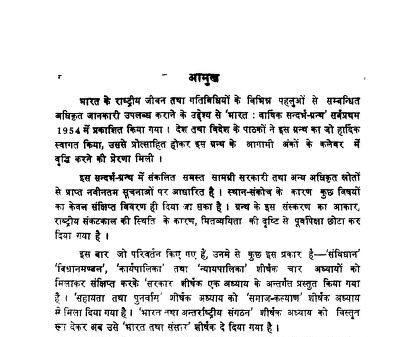 आमुख
भारत के राष्ट्रीय जीवन तथा गतिविधियों के विभिन्न पहलुओं से सम्बन्धित
अधिकृत जानकारी उपलब्ध कराने के उद्देश्य से 'भारत : वार्षिक सन्दर्भ-ग्रन्थ' सर्वप्रथम
1954 में प्रकाशित किया गया । देश तथा विदेश के पाठकों ने इस ग्रन्थ का जो हार्दिक
स्वागत किया, उससे प्रोत्साहित होकर इस ग्रन्थ के आगामी अंकों के कलेवर में
वृद्धि करने की प्रेरणा मिली ।
इस सन्दर्भ-ग्रन्थ में संकलित समस्त सामग्री सरकारी तथा अन्य अधिकृत स्रोतों
से प्राप्त नवीनतम सूचनाओं पर आधारित है । स्थान-संकोच के कारण कुछ विषयों
का केवल संक्षिप्त विवरण ही दिया जा सका है । ग्रन्थ के इस संस्करण का आकार,
राष्ट्रीय संकटकाल की स्थिति के कारण, मितव्ययिता की दृष्टि से पूर्वापेक्षा छोटा कर
दिया गया है ।
इस बार जो परिवर्तन किए गए हैं, उनमे से कुछ इस प्रकार है—'संविधान'
'विधानमण्डल', 'कार्यपालिका' तथा 'न्यायपालिका' शीर्षक चार अध्यायों को
मिलाकर संक्षिप्त करके 'सरकार शीर्षक एक अध्याय के अन्तर्गत प्रस्तुत किया गया
है । 'सहायता तथा पुनर्वास' शीर्षक अध्याय को 'समाज-कल्याण' शीर्षक अध्याय
मे मिला दिया गया है । 'भारत तथा अन्तर्राष्ट्रीय संगठन' शीर्षक अध्याय को विस्तृत
रूप देकर अब उसे 'भारत तथा संसार' शीर्षक दे दिया गया है ।